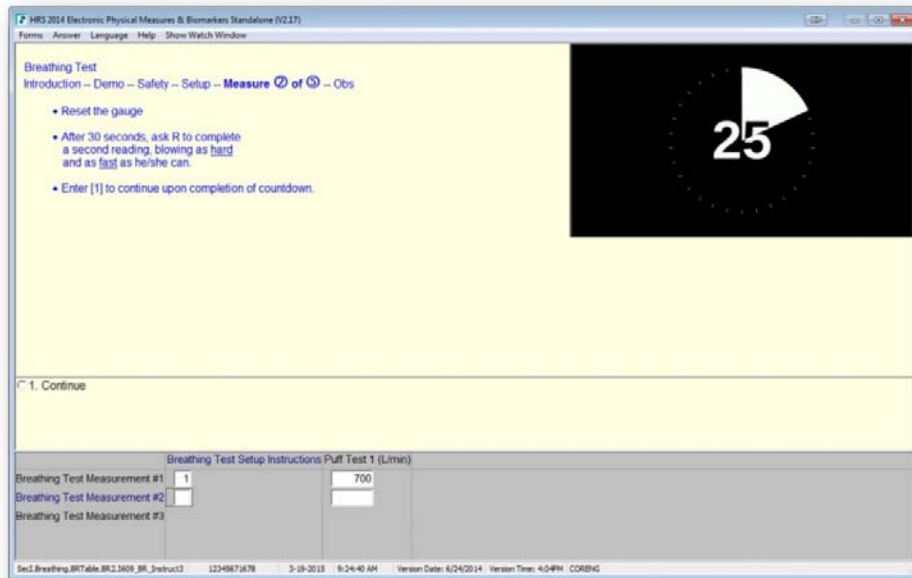 HRS 2014 Electronic Physical Measures & Biomarkers Standalone (V2.17)
Forms Answer Language Help Show Watch Window
Breathing Test
Introduction – Demo – Safety – Setup – Measure ② of ③ – Obs
• Reset the gauge
• After 30 seconds, ask R to complete
a second reading, blowing as hard
and as fast as he/she can.
• Enter [1] to continue upon completion of countdown.
25
1. Continue
Breathing Test Setup Instructions Puff Test 1 (L/min)
Breathing Test Measurement #1 1 700
Breathing Test Measurement #2
Breathing Test Measurement #3
SecI.Breathing.BRTable.BR2.I609_BR_Instruct3 12345671678 3-19-2015 9:24:40 AM Version Date: 6/24/2014 Version Time: 4:04PM CORENG